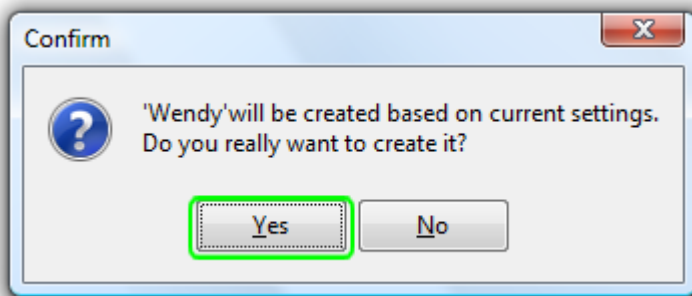 Confirm
'Wendy'will be created based on current settings.
Do you really want to create it?
Yes No